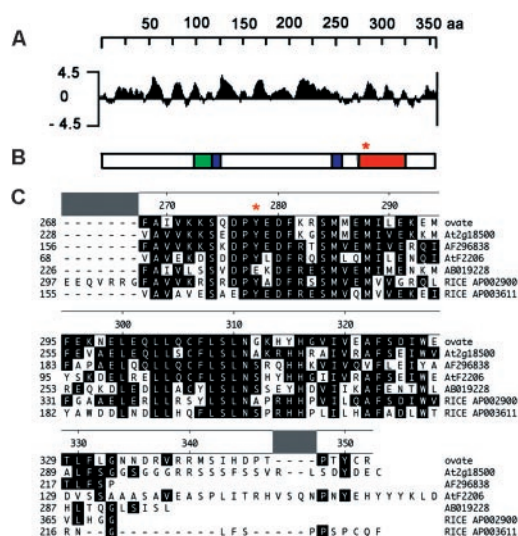 50 100 150 200 250 300 350 aa
A
4.5
0
- 4.5
*
B
C
270 280 290
*
268 - - - - - - - F A I V K K S Q D P Y E D F K R S M M E M I L E K E M ovate
228 - - - - - - - V A V V K K S E D P Y E D F K R S M M E M I V E K K M At2g18500
156 - - - - - - - F A V V K K S D P Y E D F R T S M V E M I V E R Q I AF296838
68 - - - - - - - V A V E K D S D D P Y L D F R Q S M L Q M I L E N Q I AtF2206
226 - - - - - - - A I V L S S V D P E K D F R E S M V E M I M E N K M AB019228
297 E E Q V R R G F A V V K R S R D P Y E D F R S S M V E M V V G R Q L RICE AP002900
155 - - - - - - - V A V A V E S A E P Y E D F R E S M V Q M V V E K E I RICE AP003611
300 310 320
295 F E K N E L E Q L L Q C F L S L N G K H Y H G V I V E A F S D I W V ovate
255 F E V A E L E Q L L S C F L S L N A K R H H R A I V R A F S E I W V At2g18500
183 F A P A E L E Q L L Q C F L S L N S R Q H H K V I V Q V F L E I Y A AF296838
95 Y S K D E L R E L L Q C F L S L N S H Y H H G I I V R A F S E I W E AtF2206
253 R E Q K D L E D L L A C Y L S L N S S E Y H D V I I K A F E N T W L AB019228
331 F G A A E L E R L L R S Y L S L N A P R H H P V I L Q A F S D I W V RICE AP002900
182 Y A W D D L N D L L H Q F L S L N S P R H H P L I L H A F A D L W T RICE AP003611
330 340 350
329 T L F L G N N D R V R R M S I H D P T - - - - P T Y C R ovate
289 A L F S G G S G G G R R S S S F S S V R - - L S D Y D E C At2g18500
217 T L F S P AF296838
129 D V S S A A A S A V E A S P L I T R H V S Q N P N Y E H Y Y Y K L D AtF2206
287 H L T Q G L S I S L AB019228
365 V L H G G RICE AP002900
216 R N - - G - - - - - - - L F S - - - - P P S P C Q F RICE AP003611